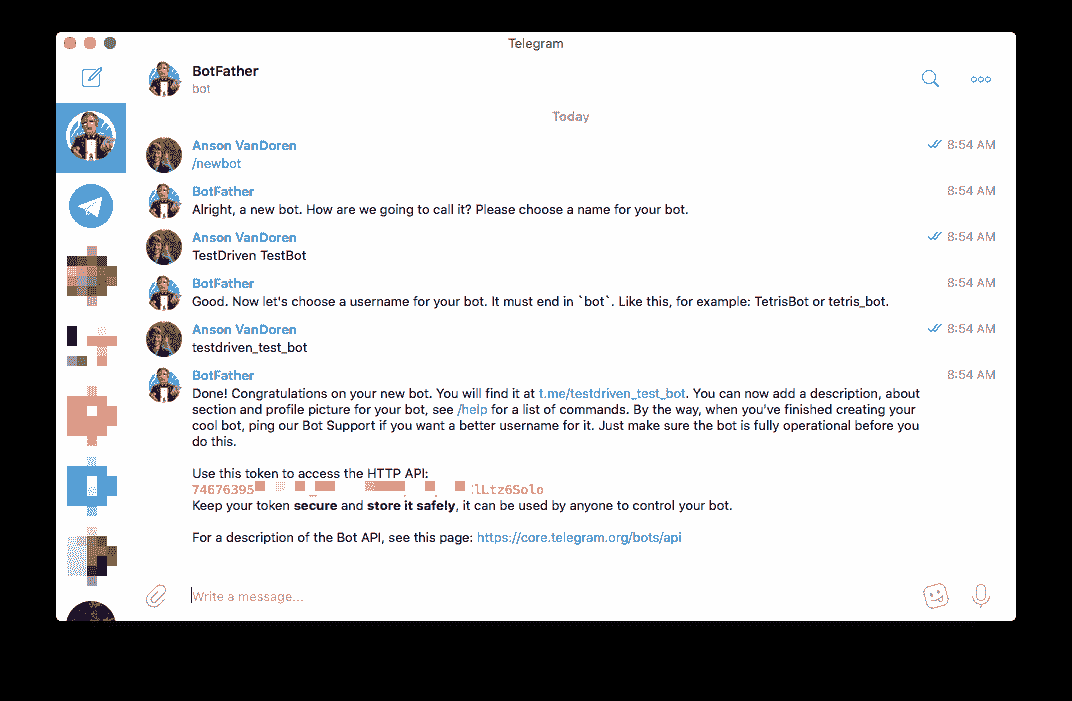 Telegram
BotFather
bot
Today
Anson VanDoren
8:54 AM
/newbot
BotFather
8:54 AM
Alright, a new bot. How are we going to call it? Please choose a name for your bot.
Anson VanDoren
8:54 AM
TestDriven TestBot
BotFather
8:54 AM
Good. Now let's choose a username for your bot. It must end in `bot`. Like this, for example: TetrisBot or tetris_bot.
Anson VanDoren
8:54 AM
testdriven_test_bot
BotFather
8:54 AM
Done! Congratulations on your new bot. You will find it at t.me/testdriven_test_bot. You can now add a description, about
section and profile picture for your bot, see /help for a list of commands. By the way, when you've finished creating your
cool bot, ping our Bot Support if you want a better username for it. Just make sure the bot is fully operational before you
do this.
Use this token to access the HTTP API:
Keep your token secure and store it safely, it can be used by anyone to control your bot.
For a description of the Bot API, see this page: https://core.telegram.org/bots/api
Write a message...